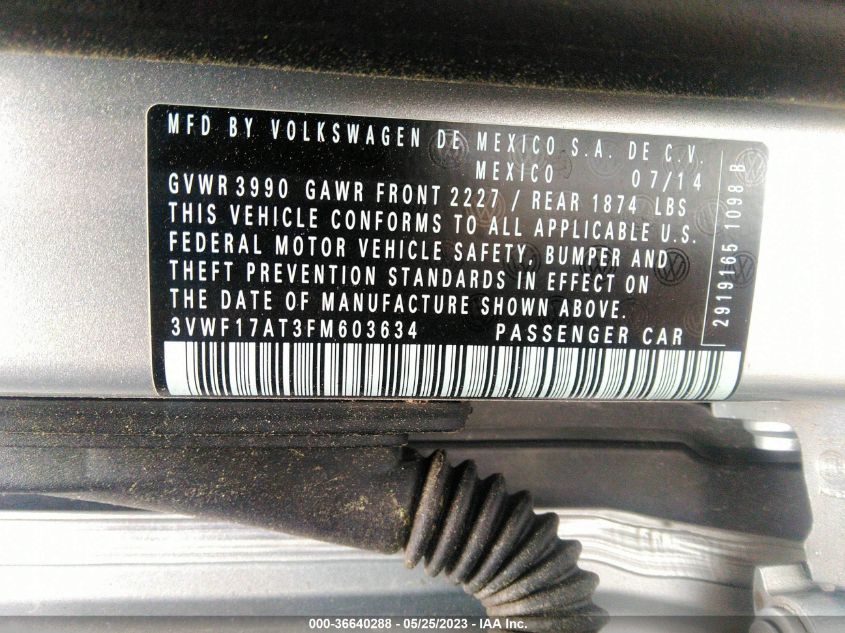 MFD BY VOLKSWAGEN DE MEXICO S.A. DE C.V.
MEXICO 07/14
GVWR 3990 GAWR FRONT 2227 / REAR 1874 LBS
THIS VEHICLE CONFORMS TO ALL APPLICABLE U.S.
FEDERAL MOTOR VEHICLE SAFETY, BUMPER AND
THEFT PREVENTION STANDARDS IN EFFECT ON
THE DATE OF MANUFACTURE SHOWN ABOVE.
3VWF17AT3FM603634 PASSENGER CAR
2919165 1098 B
000-36640288 - 05/25/2023 - IAA Inc.